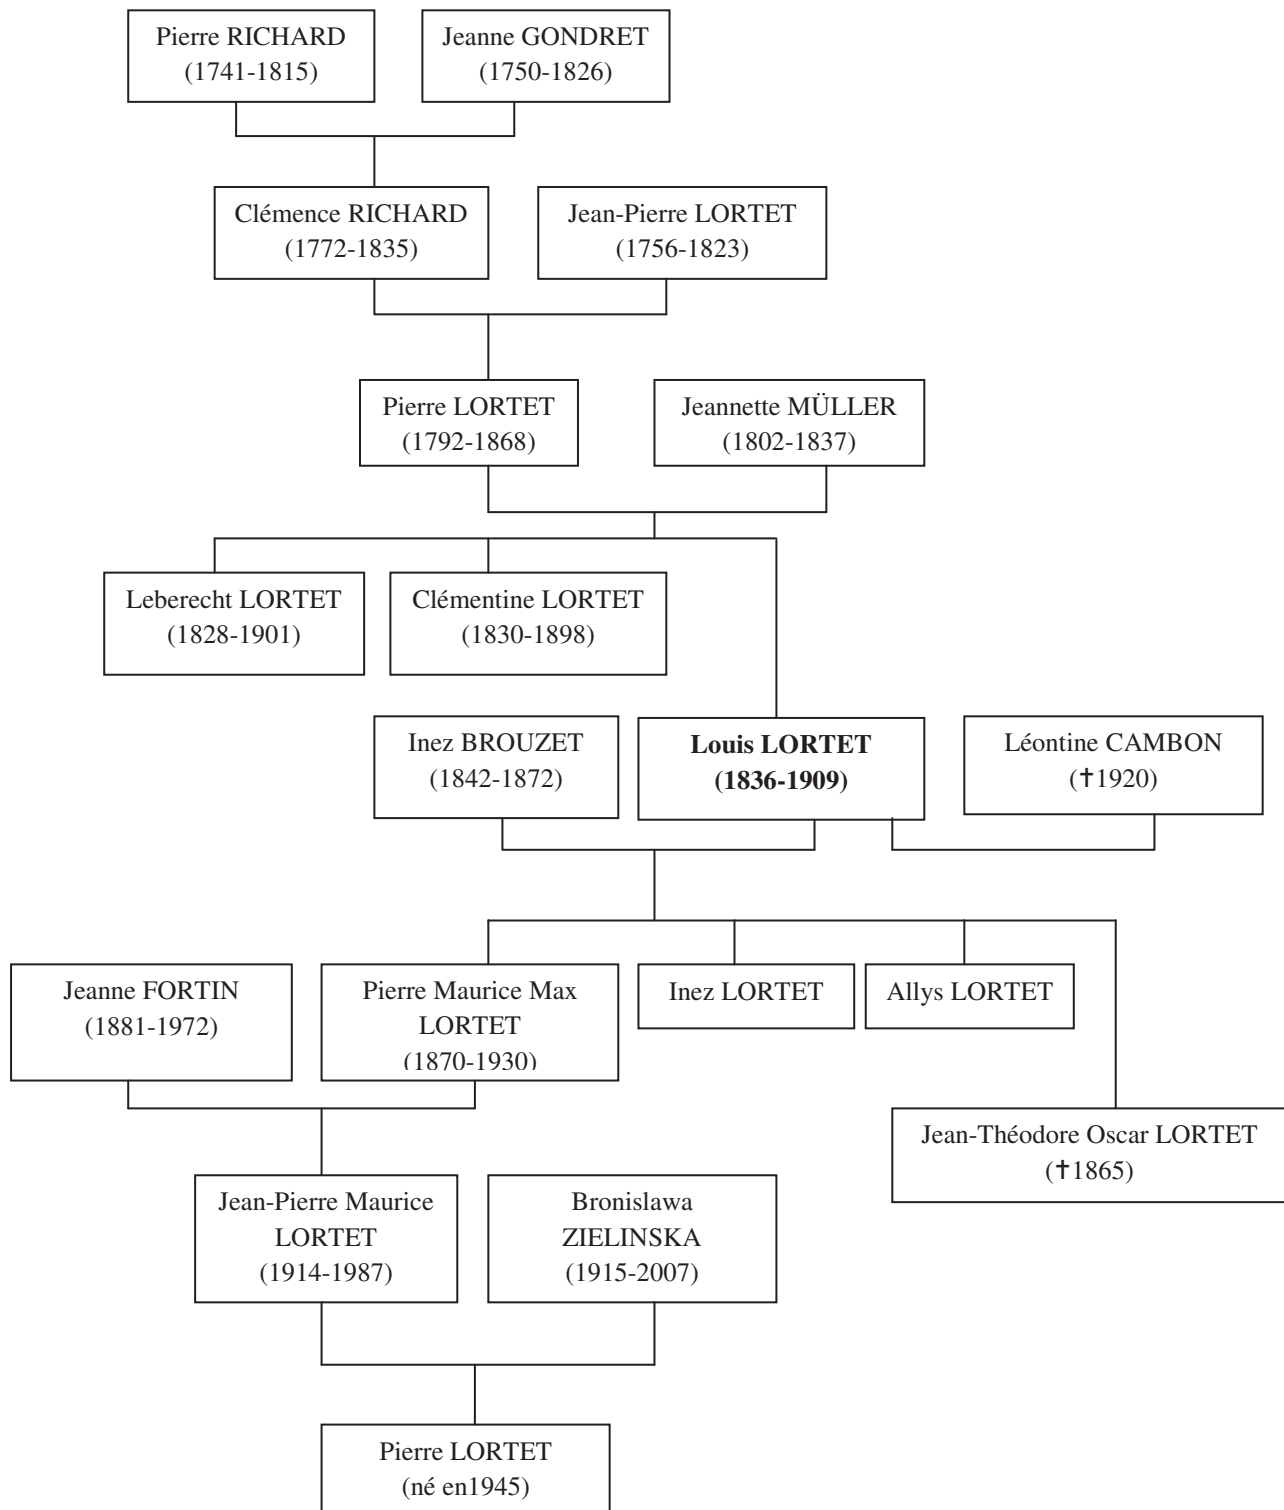 Pierre RICHARD
(1741-1815)
Jeanne GONDRET
(1750-1826)
Clémence RICHARD
(1772-1835)
Jean-Pierre LORTET
(1756-1823)
Pierre LORTET
(1792-1868)
Jeannette MÜLLER
(1802-1837)
Leberecht LORTET
(1828-1901)
Clémentine LORTET
(1830-1898)
Inez BROUZET
(1842-1872)
Louis LORTET
(1836-1909)
Léontine CAMBON
(✝1920)
Jeanne FORTIN
(1881-1972)
Pierre Maurice Max
LORTET
(1870-1930)
Inez LORTET
Allys LORTET
Jean-Théodore Oscar LORTET
(✝1865)
Jean-Pierre Maurice
LORTET
(1914-1987)
Bronislawa
ZIELINSKA
(1915-2007)
Pierre LORTET
(né en1945)